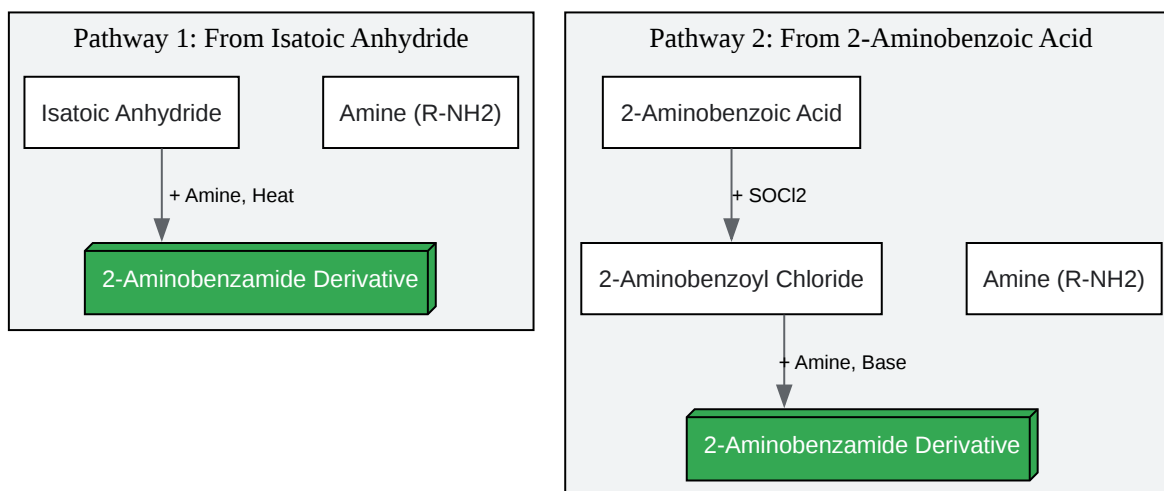 Pathway 1: From Isatoic Anhydride
Isatoic Anhydride
Amine (R-NH2)
+ Amine, Heat
2-Aminobenzamide Derivative
Pathway 2: From 2-Aminobenzoic Acid
2-Aminobenzoic Acid
+ SOCl2
2-Aminobenzoyl Chloride
Amine (R-NH2)
+ Amine, Base
2-Aminobenzamide Derivative